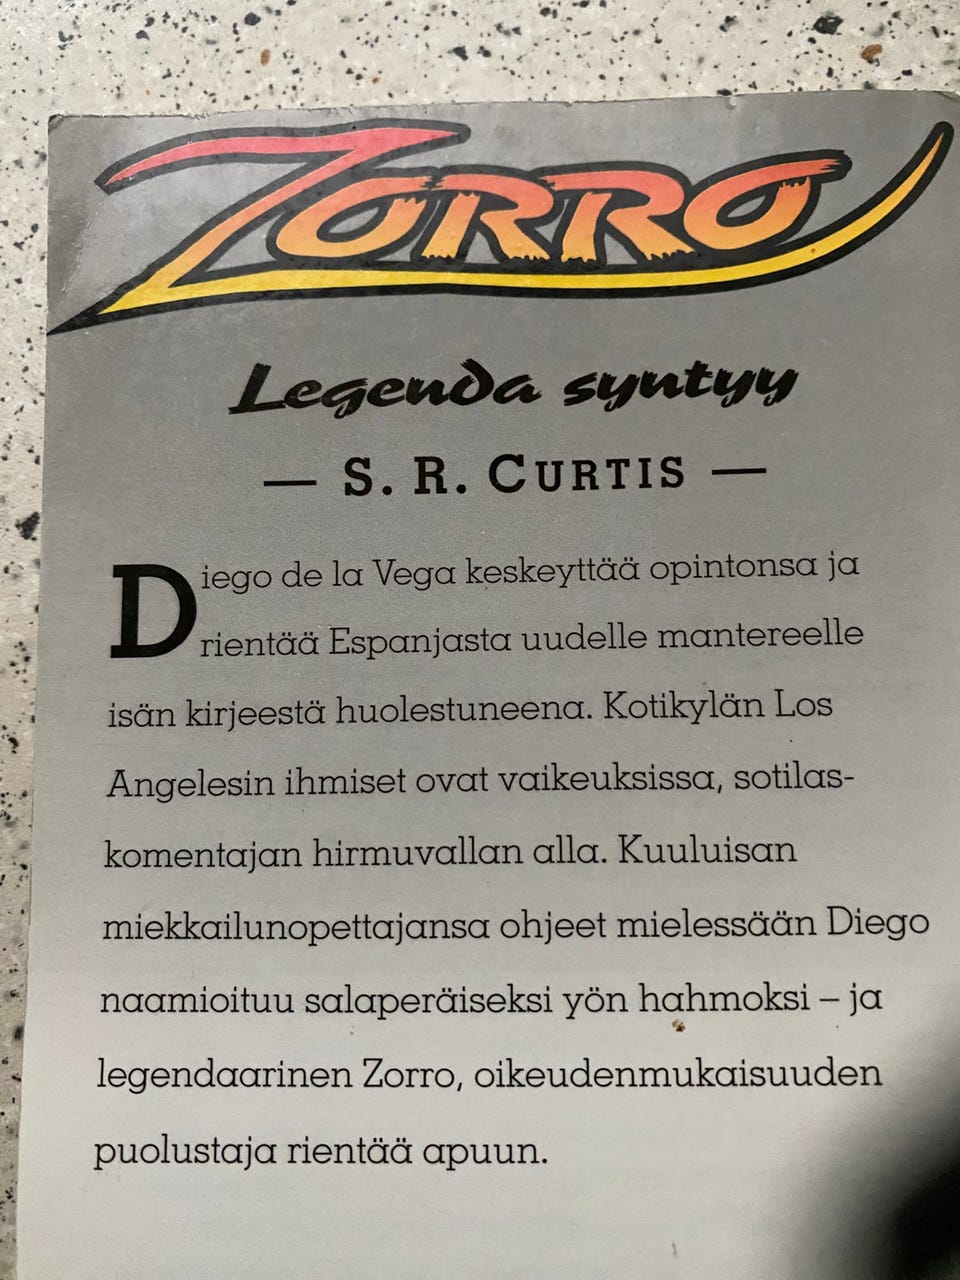 ZORRO
Legenda syntyy
— S. R. CURTIS —
Diego de la Vega keskeyttää opintonsa ja
rientää Espanjasta uudelle mantereelle
isän kirjeestä huolestuneena. Kotikylän Los
Angelesin ihmiset ovat vaikeuksissa, sotilas-
komentajan hirmuvallan alla. Kuuluisan
miekkailunopettajansa ohjeet mielessään Diego
naamioituu salaperäiseksi yön hahmoksi – ja
legendaarinen Zorro, oikeudenmukaisuuden
puolustaja rientää apuun.